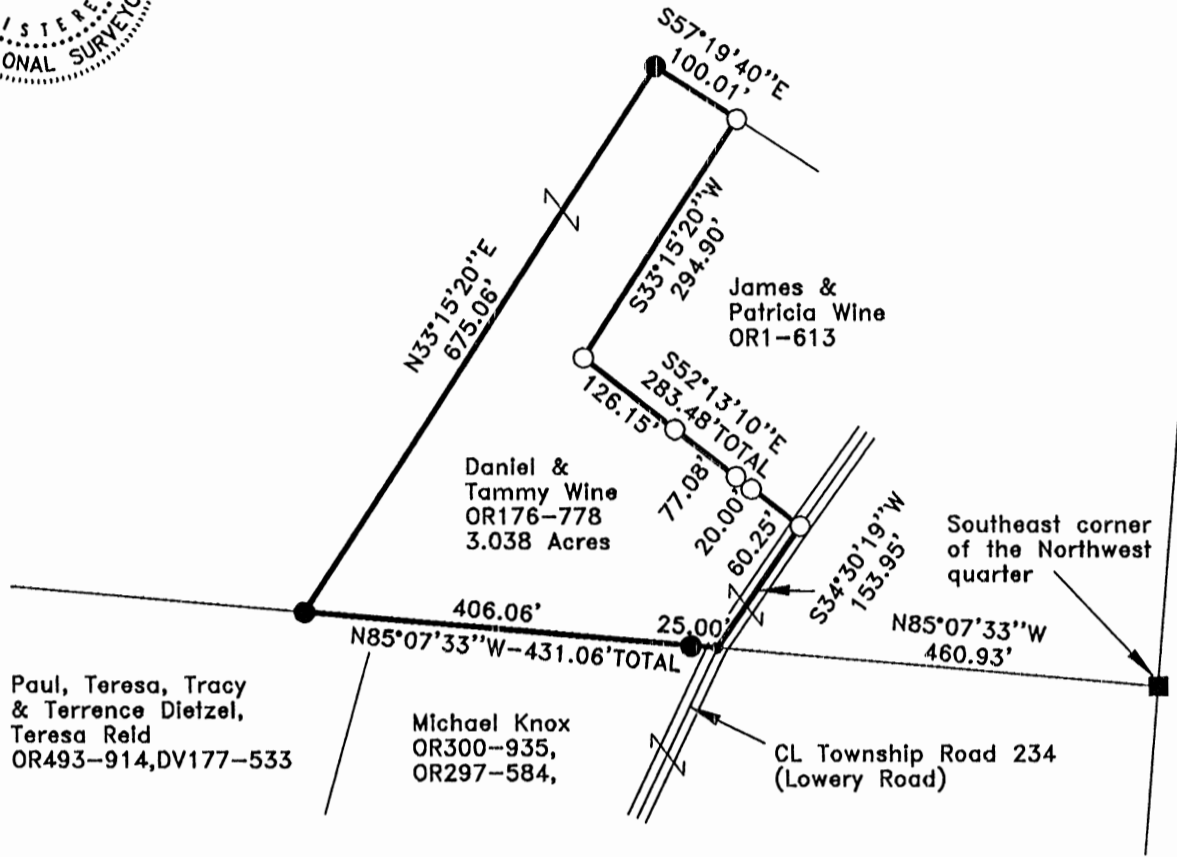 ISTERE
ONAL SURVEYO
S57°19'40"E
100.01'
S33°15'20"W
294.90'
N33°15'20"E
675.06'
James &
Patricia Wine
OR1-613
S52°13'10"E
283.48'TOTAL
126.15'
77.08'
20.00'
60.25'
Daniel &
Tammy Wine
OR176-778
3.038 Acres
S34°30'19"W
153.95'
Southeast corner
of the Northwest
quarter
406.06'
25.00'
N85°07'33"W-431.06'TOTAL
N85°07'33"W
460.93'
Paul, Teresa, Tracy
& Terrence Dietzel,
Teresa Reid
OR493-914,DV177-533
Michael Knox
OR300-935,
OR297-584,
CL Township Road 234
(Lowery Road)